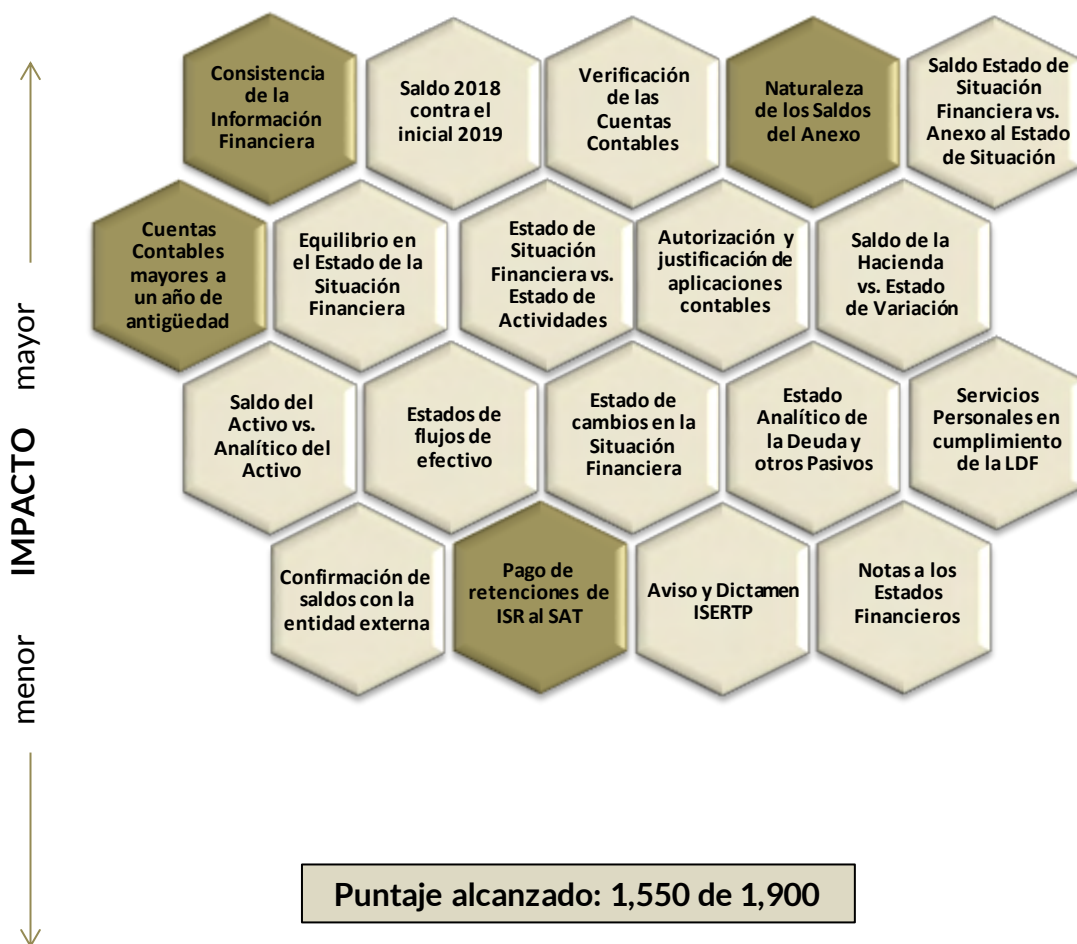 Consistencia
de la
Información
Financiera
Saldo 2018
contra el
inicial 2019
Verificación
de las
Cuentas
Contables
Naturaleza
de los Saldos
del Anexo
Saldo Estado de
Situación
Financiera vs.
Anexo al Estado
de Situación
Cuentas
Contables
mayores a
un año de
antigüedad
Equilibrio en
el Estado de la
Situación
Financiera
Estado de
Situación
Financiera vs.
Estado de
Actividades
Autorización y
justificación de
aplicaciones
contables
Saldo de la
Hacienda
vs. Estado
de Variación
Saldo del
Activo vs.
Analítico del
Activo
Estados de
flujos de
efectivo
Estado de
cambios en la
Situación
Financiera
Estado
Analítico de
la Deuda y
otros Pasivos
Servicios
Personales en
cumplimiento
de la LDF
Confirmación de
saldos con la
entidad externa
Pago de
retenciones de
ISR al SAT
Aviso y Dictamen
ISERTP
Notas a los
Estados
Financieros
menor IMPACTO mayor
Puntaje alcanzado: 1,550 de 1,900